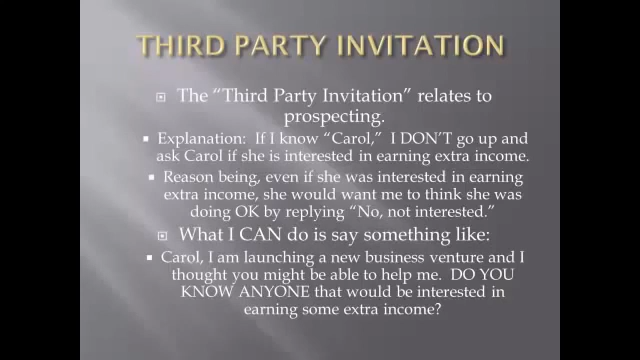 THIRD PARTY INVITATION
The “Third Party Invitation” relates to
prospecting.
Explanation:  If I know “Carol,”  I DON’T go up and
ask Carol if she is interested in earning extra income.
Reason being, even if she was interested in earning
extra income, she would want me to think she was
doing OK by replying “No, not interested.”
What I CAN do is say something like:
Carol, I am launching a new business venture and I
thought you might be able to help me.  DO YOU
KNOW ANYONE that would be interested in
earning some extra income?